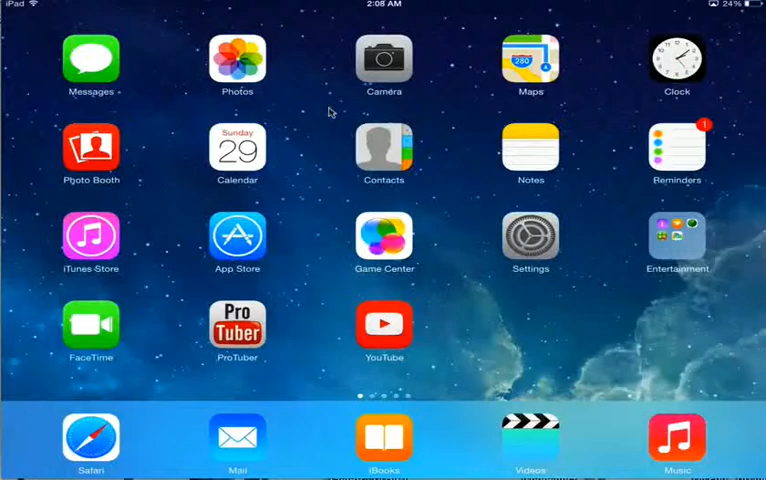 iPad 2:08 AM 24%
280
Messages Photos Camera Maps Clock
Sunday 1
29
Photo Booth Calendar Contacts Notes Reminders
iTunes Store App Store Game Center Settings Entertainment
Pro
Tuber
FaceTime ProTuber YouTube
Safari Mail iBooks Videos Music